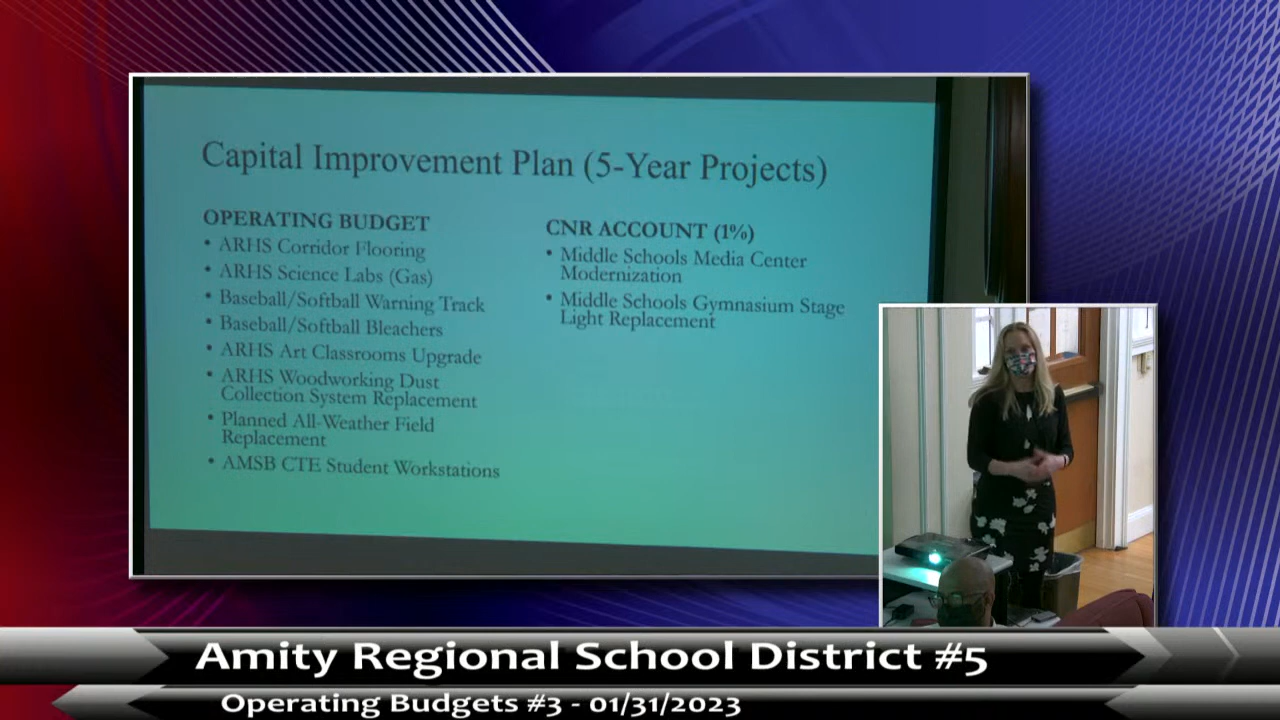 Capital Improvement Plan (5-Year Projects)
OPERATING BUDGET
• ARHS Corridor Flooring
• ARHS Science Labs (Gas)
• Baseball/Softball Warning Track
• Baseball/Softball Bleachers
• ARHS Art Classrooms Upgrade
• ARHS Woodworking Dust
Collection System Replacement
• Planned All-Weather Field
Replacement
• AMSB CTE Student Workstations
CNR ACCOUNT (1%)
• Middle Schools Media Center
Modernization
• Middle Schools Gymnasium Stage
Light Replacement
Amity Regional School District #5
Operating Budgets #3 - 01/31/2023